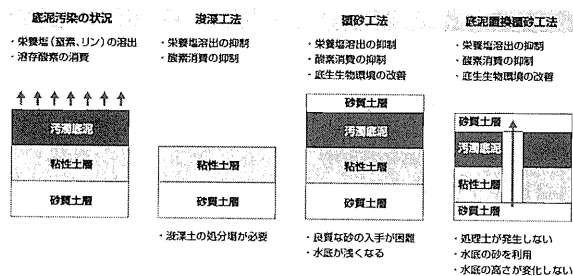 底泥汚染の状況
・栄養塩(窒素、リン)の溶出
・溶存酸素の消費
汚濁底泥
粘性土層
砂質土層
浚渫工法
・栄養塩溶出の抑制
・酸素消費の抑制
粘性土層
砂質土層
・浚渫土の処分場が必要
覆砂工法
・栄養塩溶出の抑制
・酸素消費の抑制
・底生生物環境の改善
砂質土層
汚濁底泥
粘性土層
砂質土層
・良質な砂の入手が困難
・水底が浅くなる
底泥置換覆砂工法
・栄養塩溶出の抑制
・酸素消費の抑制
・底生生物環境の改善
砂質土層
汚濁底泥
粘性土層
砂質土層
・処理土が発生しない
・水底の砂を利用
・水底の高さが変化しない